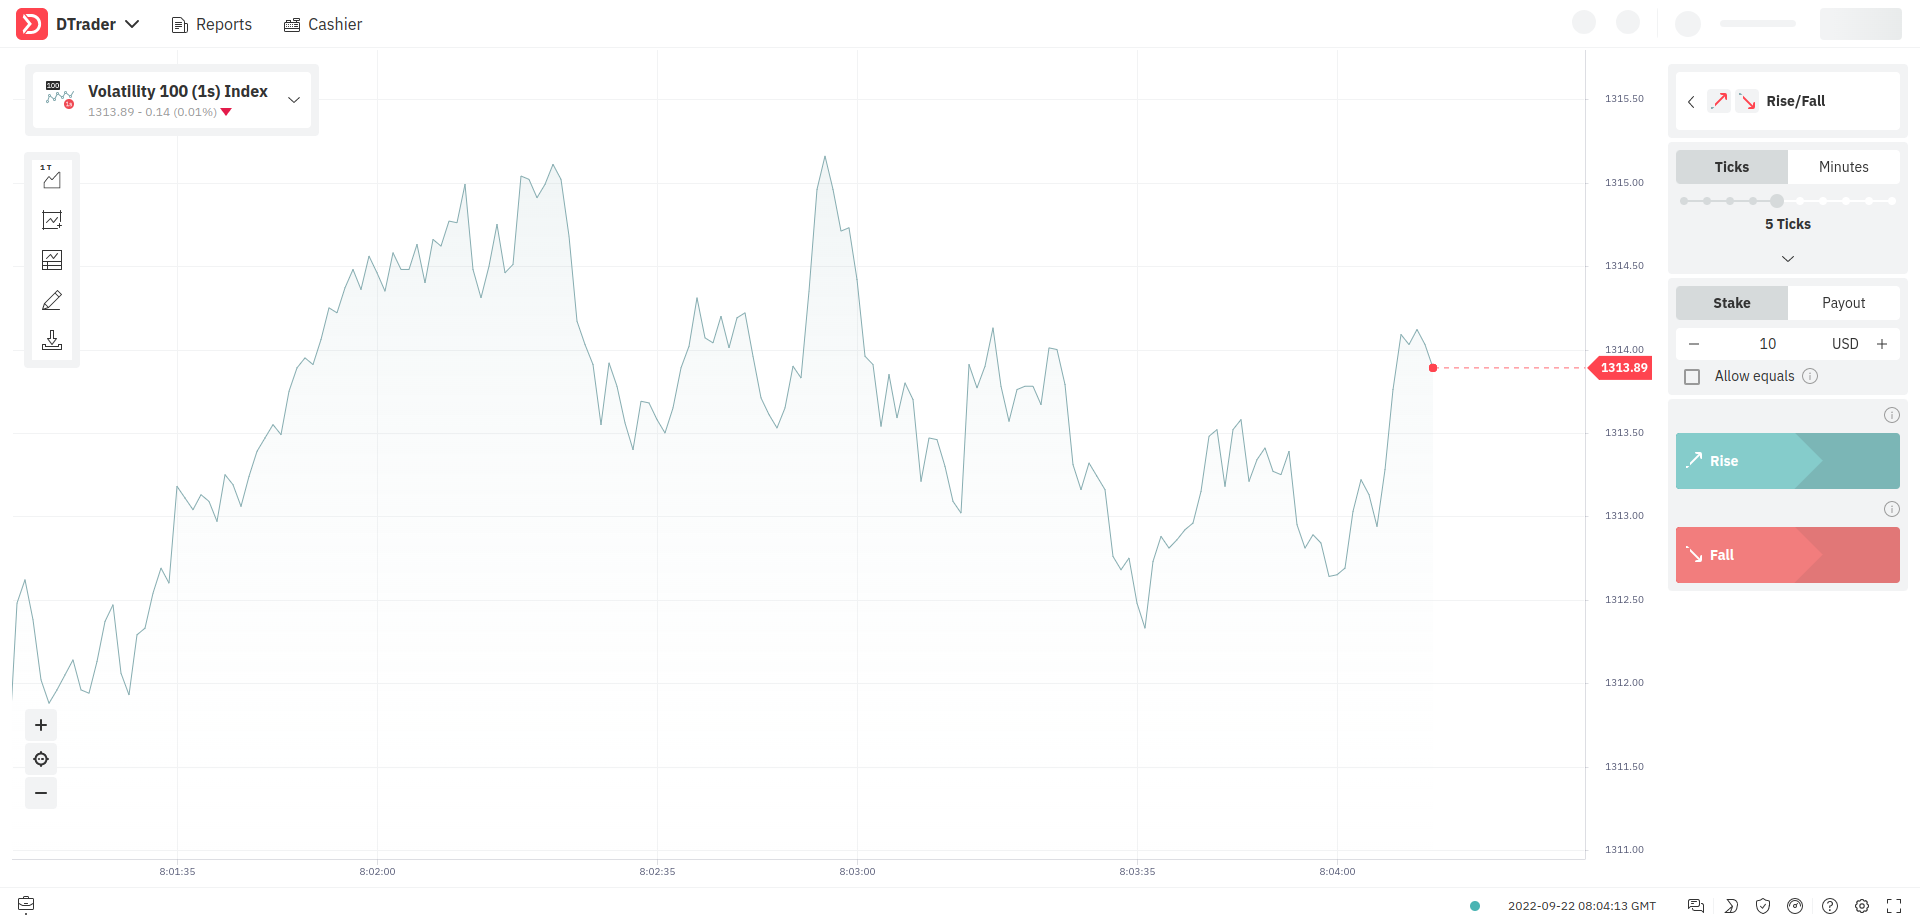 DTrader
Reports
Cashier
100
Volatility 100 (1s) Index
1s
1313.89 - 0.14 (0.01%)
1 T
1315.50
1315.00
1314.50
1314.00
1313.89
1313.50
1313.00
1312.50
1312.00
1311.50
1311.00
8:01:35
8:02:00
8:02:35
8:03:00
8:03:35
8:04:00
Rise/Fall
Ticks Minutes
5 Ticks
Stake Payout
10 USD
Allow equals
Rise
Fall
2022-09-22 08:04:13 GMT